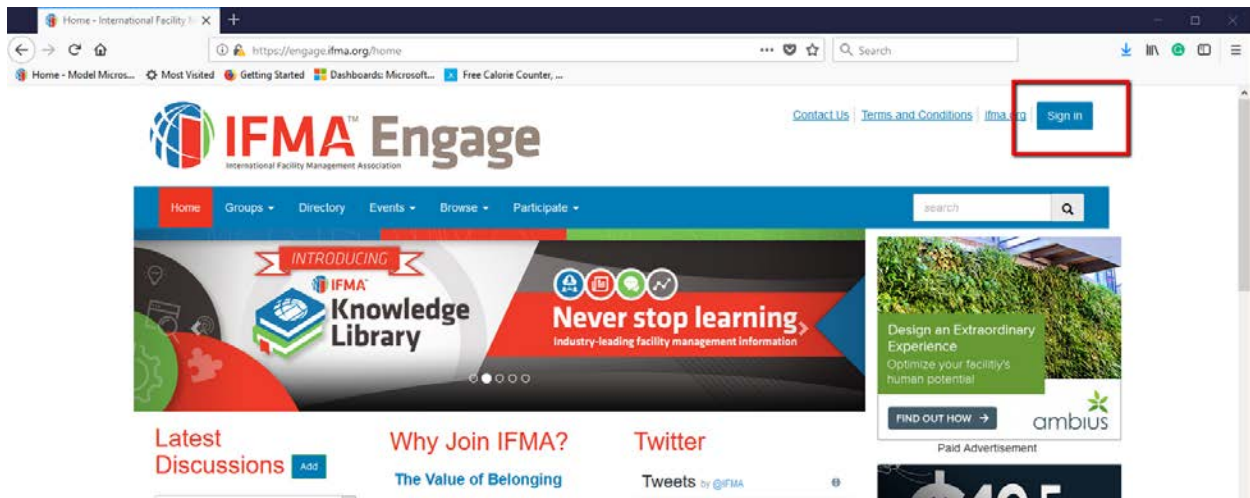 Home - International Facility M
https://engage.ifma.org/home
Search
Home - Model Micros...
Most Visited
Getting Started
Dashboards: Microsoft...
Free Calorie Counter, ...
IFMA™ Engage
International Facility Management Association
Contact Us
Terms and Conditions
ifma.org
Sign in
Home
Groups
Directory
Events
Browse
Participate
search
INTRODUCING
IFMA™
Knowledge
Library
Never stop learning
Industry-leading facility management information
Design an Extraordinary
Experience
Optimize your facilitiy's
human potential
FIND OUT HOW →
ambius
Paid Advertisement
Latest
Discussions
Add
Why Join IFMA?
The Value of Belonging
Twitter
Tweets by @IFMA